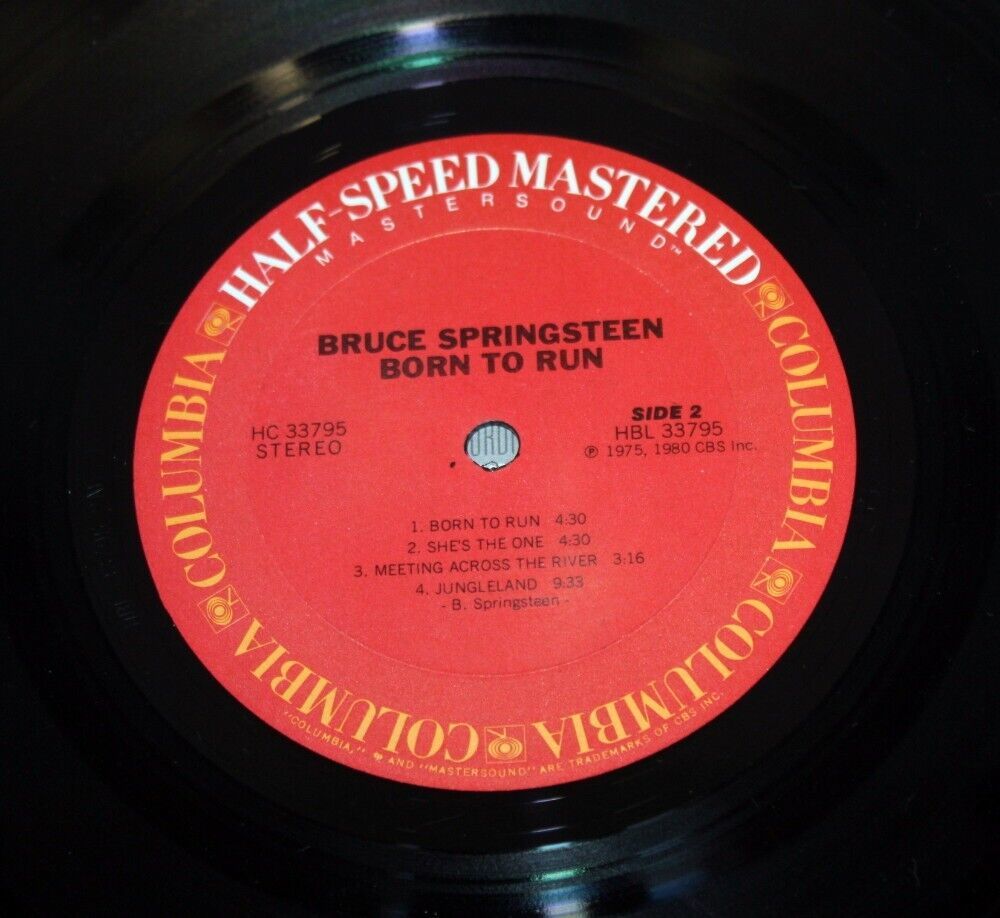 HALF-SPEED MASTERED
MASTERSOUND™
BRUCE SPRINGSTEEN
BORN TO RUN
HC 33795
STEREO
SIDE 2
HBL 33795
℗ 1975, 1980 CBS Inc.
1. BORN TO RUN 4:30
2. SHE'S THE ONE 4:30
3. MEETING ACROSS THE RIVER 3:16
4. JUNGLELAND 9:33
- B. Springsteen -
COLUMBIA
COLUMBIA
COLUMBIA
COLUMBIA
COLUMBIA
COLUMBIA
"COLUMBIA," AND "MASTERSOUND" ARE TRADEMARKS OF CBS INC.